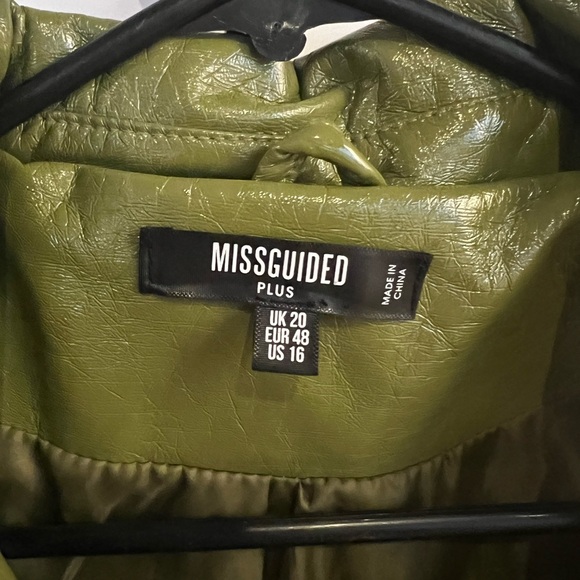 MISSGUIDED
PLUS
MADE IN
CHINA
UK 20
EUR 48
US 16